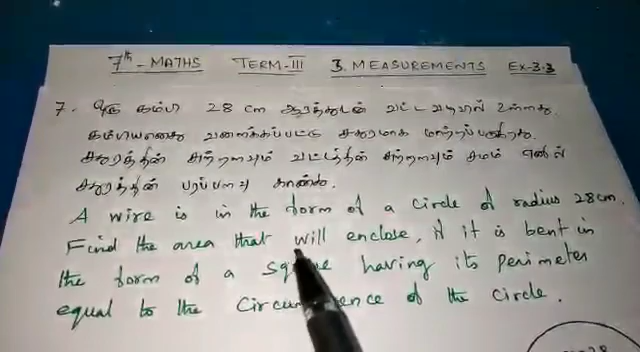 7th - MATHS TERM-III 3. MEASUREMENTS EX-3.3
7. ஒரு கம்பி 28 cm ஆரத்துடன் வட்ட வடிவில் உள்ளது.
கம்பியானது வளைக்கப்பட்டு சதுரமாக மாற்றப்படுகிறது.
சதுரத்தின் சுற்றளவும் வட்டத்தின் சுற்றளவும் சமம் எனில்
சதுரத்தின் பரப்பளவு காண்க.
A wire is in the form of a circle of radius 28cm.
Find the area that will enclose, if it is bent in
the form of a having its perimeter
equal to the of the circle.